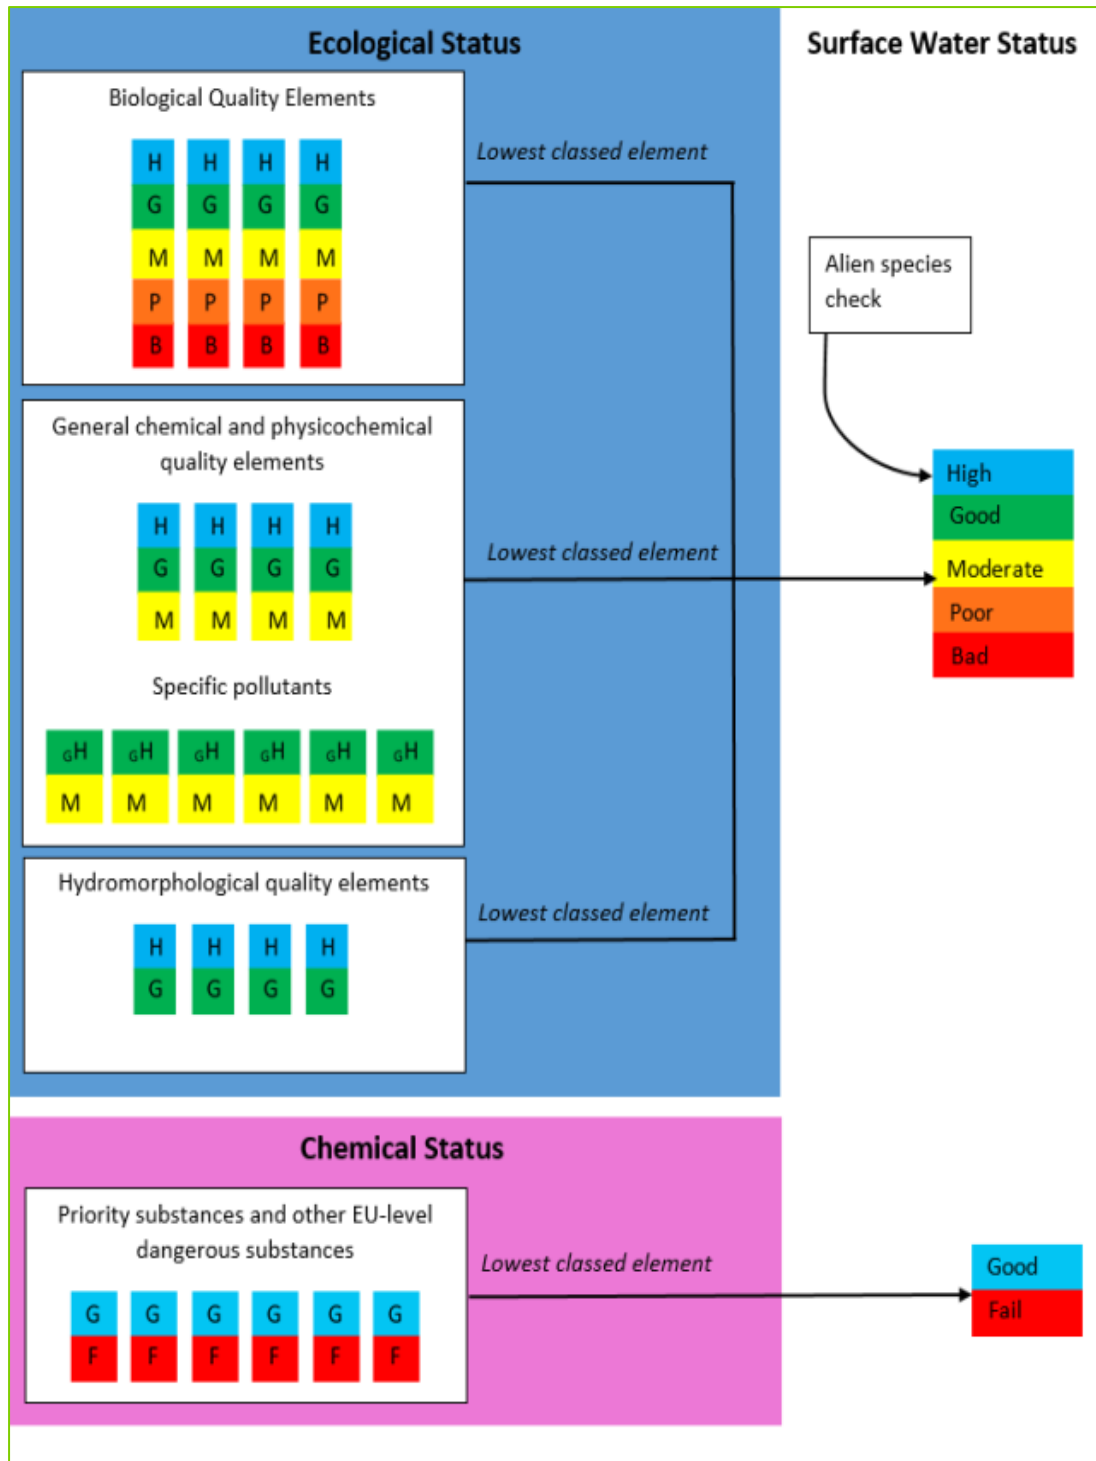 Ecological Status
Surface Water Status
Biological Quality Elements
H H H H
G G G G
M M M M
P P P P
B B B B
Lowest classed element
Alien species
check
General chemical and physicochemical
quality elements
H H H H
G G G G
M M M M
Lowest classed element
Specific pollutants
GH GH GH GH GH GH
M M M M M M
High
Good
Moderate
Poor
Bad
Hydromorphological quality elements
H H H H
G G G G
Lowest classed element
Chemical Status
Priority substances and other EU-level
dangerous substances
G G G G G G
F F F F F F
Lowest classed element
Good
Fail